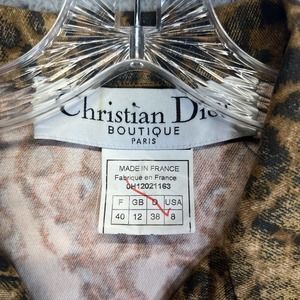 Christian Dior
BOUTIQUE
PARIS
MADE IN FRANCE
Fabriqué en France
0H12021163
F GB D USA
40 12 38 8